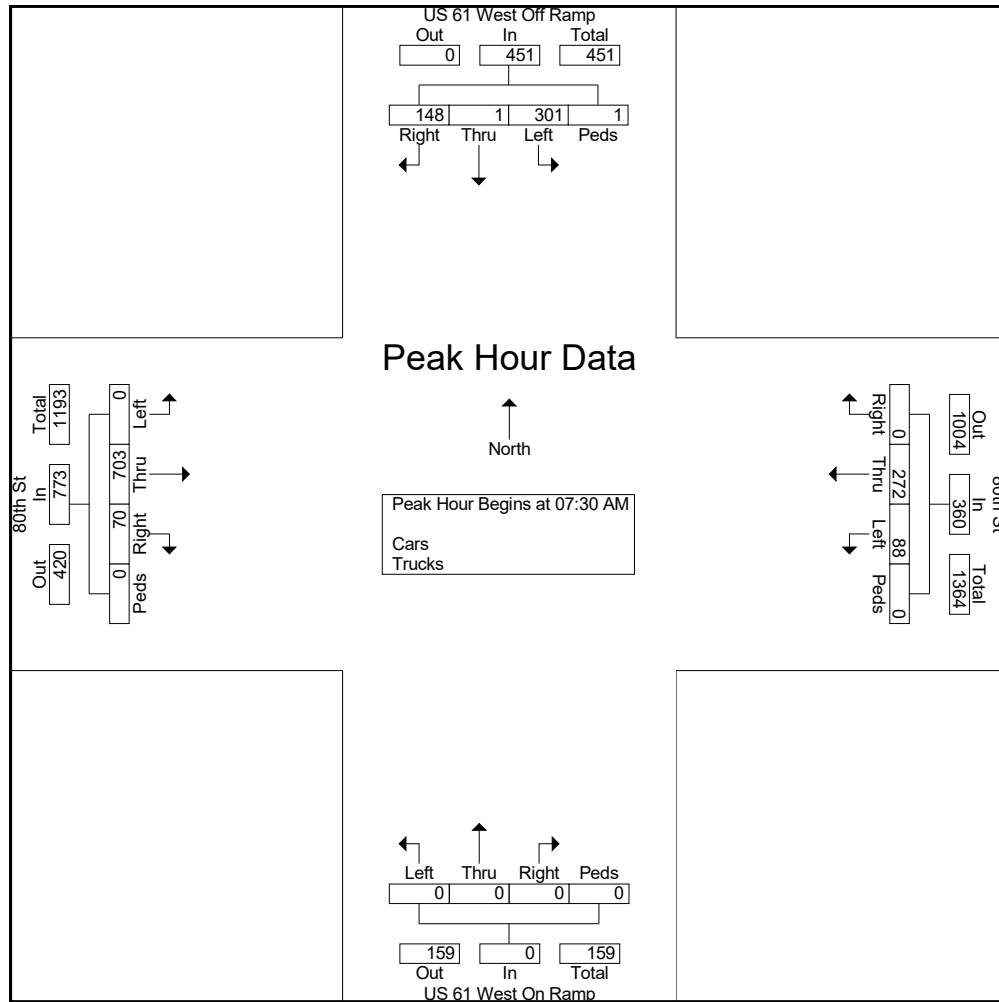 US 61 West Off Ramp
Out In Total
0 451 451
148 1 301 1
Right Thru Left Peds
Peak Hour Data
North
Peak Hour Begins at 07:30 AM
Cars
Trucks
80th St
Total In Out
1193 773 420
0 703 70 0
Left Thru Right Peds
80th St
Out In Total
1004 360 1364
0 272 88 0
Right Thru Left Peds
Left Thru Right Peds
0 0 0 0
159 0 159
Out In Total
US 61 West On Ramp